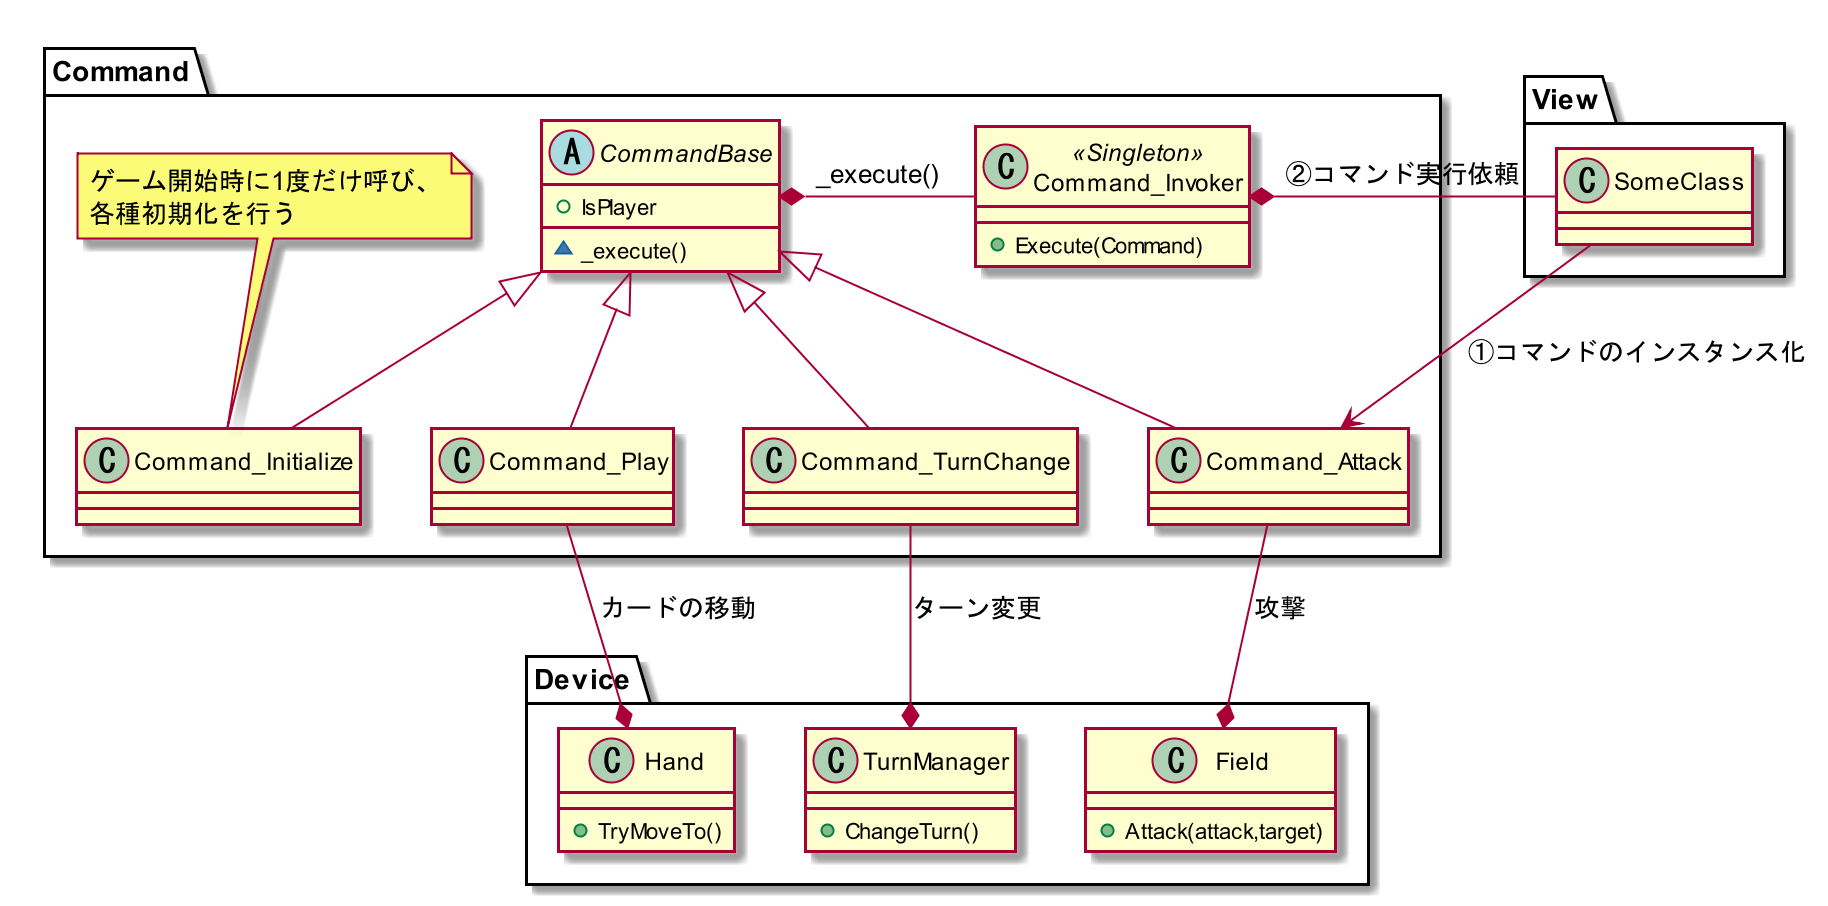 Command
View
ゲーム開始時に1度だけ呼び、
各種初期化を行う
A CommandBase
IsPlayer
_execute()
_execute()
C «Singleton»
Command_Invoker
Execute(Command)
②コマンド実行依頼
C SomeClass
①コマンドのインスタンス化
C Command_Initialize
C Command_Play
C Command_TurnChange
C Command_Attack
カードの移動
ターン変更
攻撃
Device
C Hand
TryMoveTo()
C TurnManager
ChangeTurn()
C Field
Attack(attack,target)